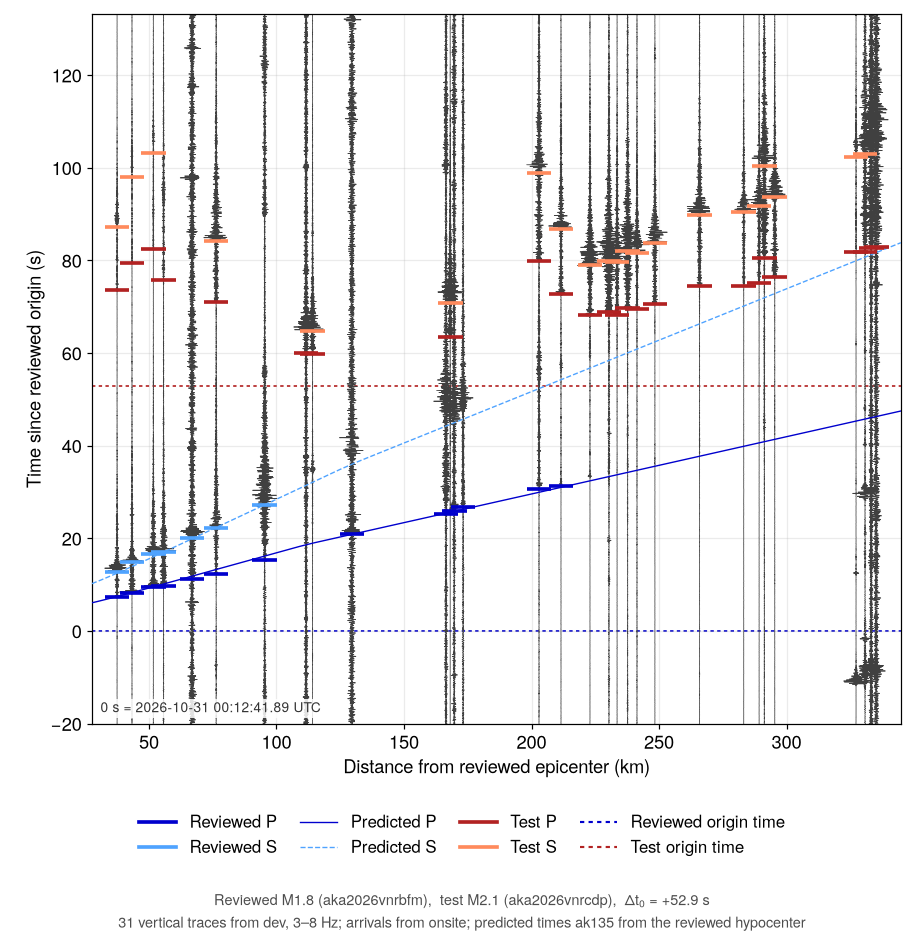 120
100
80
60
40
20
0
−20
Time since reviewed origin (s)
0 s = 2026-10-31 00:12:41.89 UTC
50 100 150 200 250 300
Distance from reviewed epicenter (km)
Reviewed P Predicted P Test P Reviewed origin time
Reviewed S Predicted S Test S Test origin time
Reviewed M1.8 (aka2026vnrbfm), test M2.1 (aka2026vnrcdp), Δt₀ = +52.9 s
31 vertical traces from dev, 3–8 Hz; arrivals from onsite; predicted times ak135 from the reviewed hypocenter